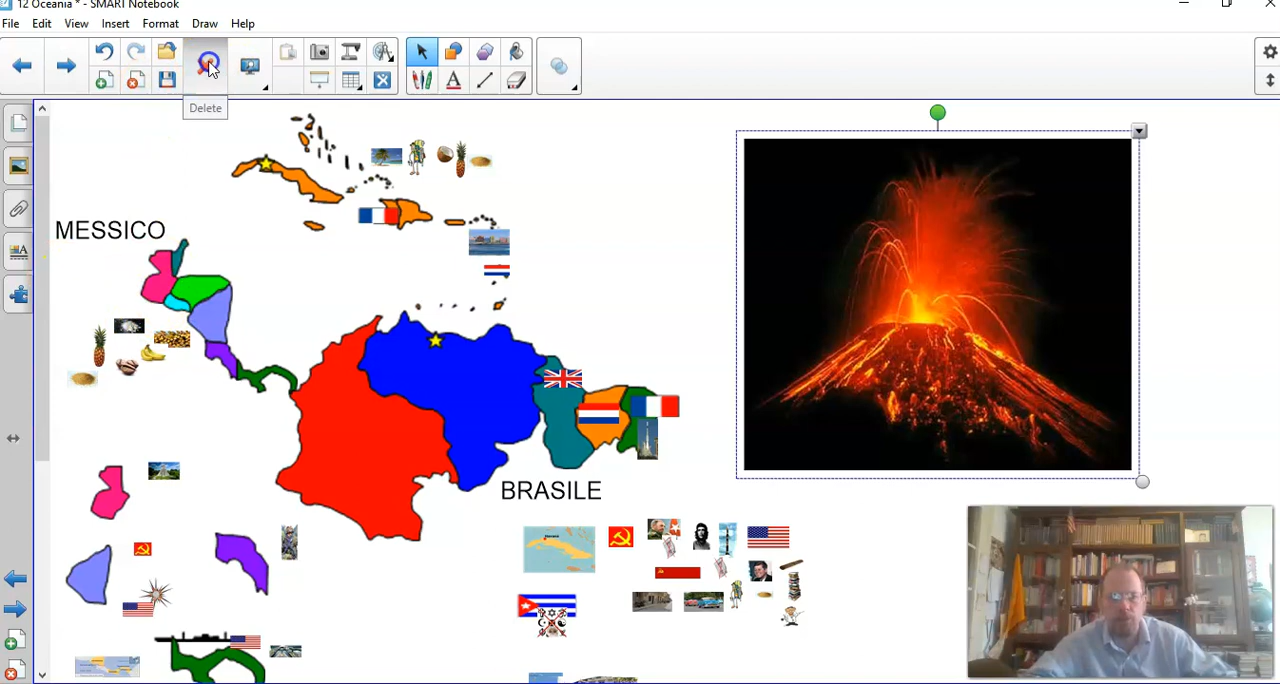 12 Oceania * - SMART Notebook
File Edit View Insert Format Draw Help
Delete
MESSICO
BRASILE